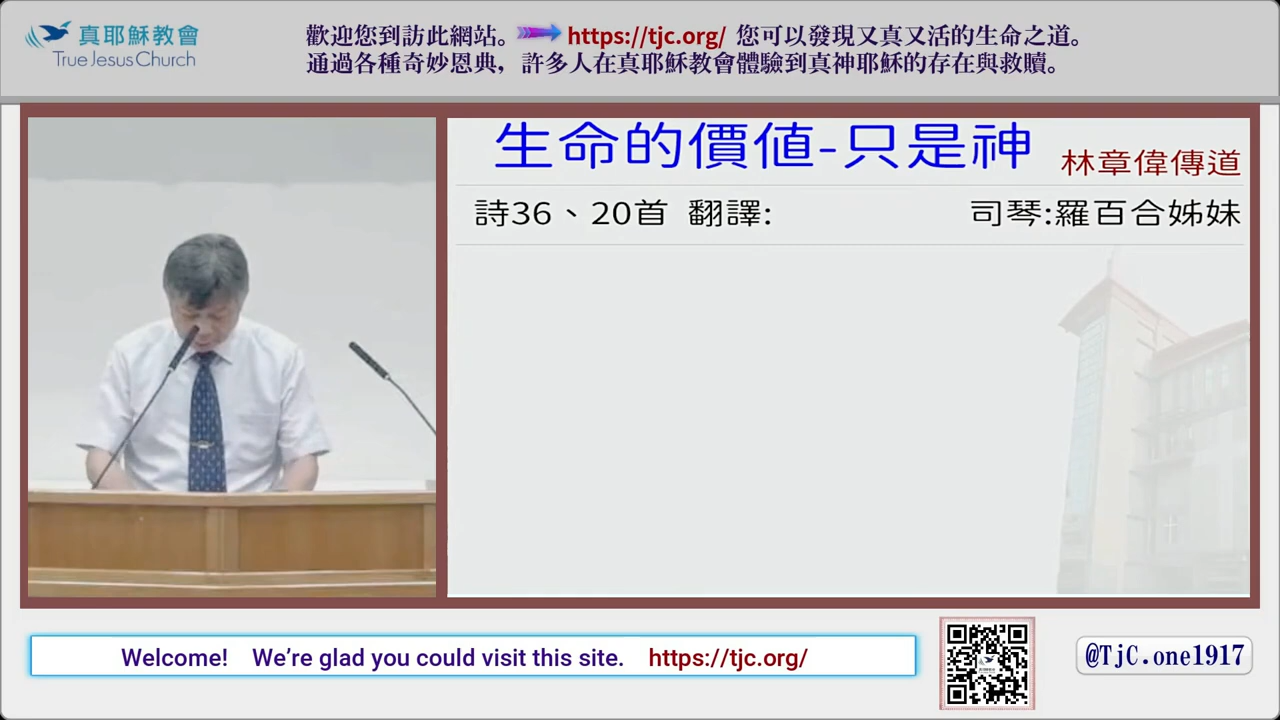 真耶穌教會
True Jesus Church
歡迎您到訪此網站。 https://tjc.org/ 您可以發現又真又活的生命之道。
通過各種奇妙恩典，許多人在真耶穌教會體驗到真神耶穌的存在與救贖。
生命的價值-只是神 林章偉傳道
詩36、20首 翻譯: 司琴:羅百合姊妹
Welcome! We’re glad you could visit this site. https://tjc.org/
@TjC.one1917